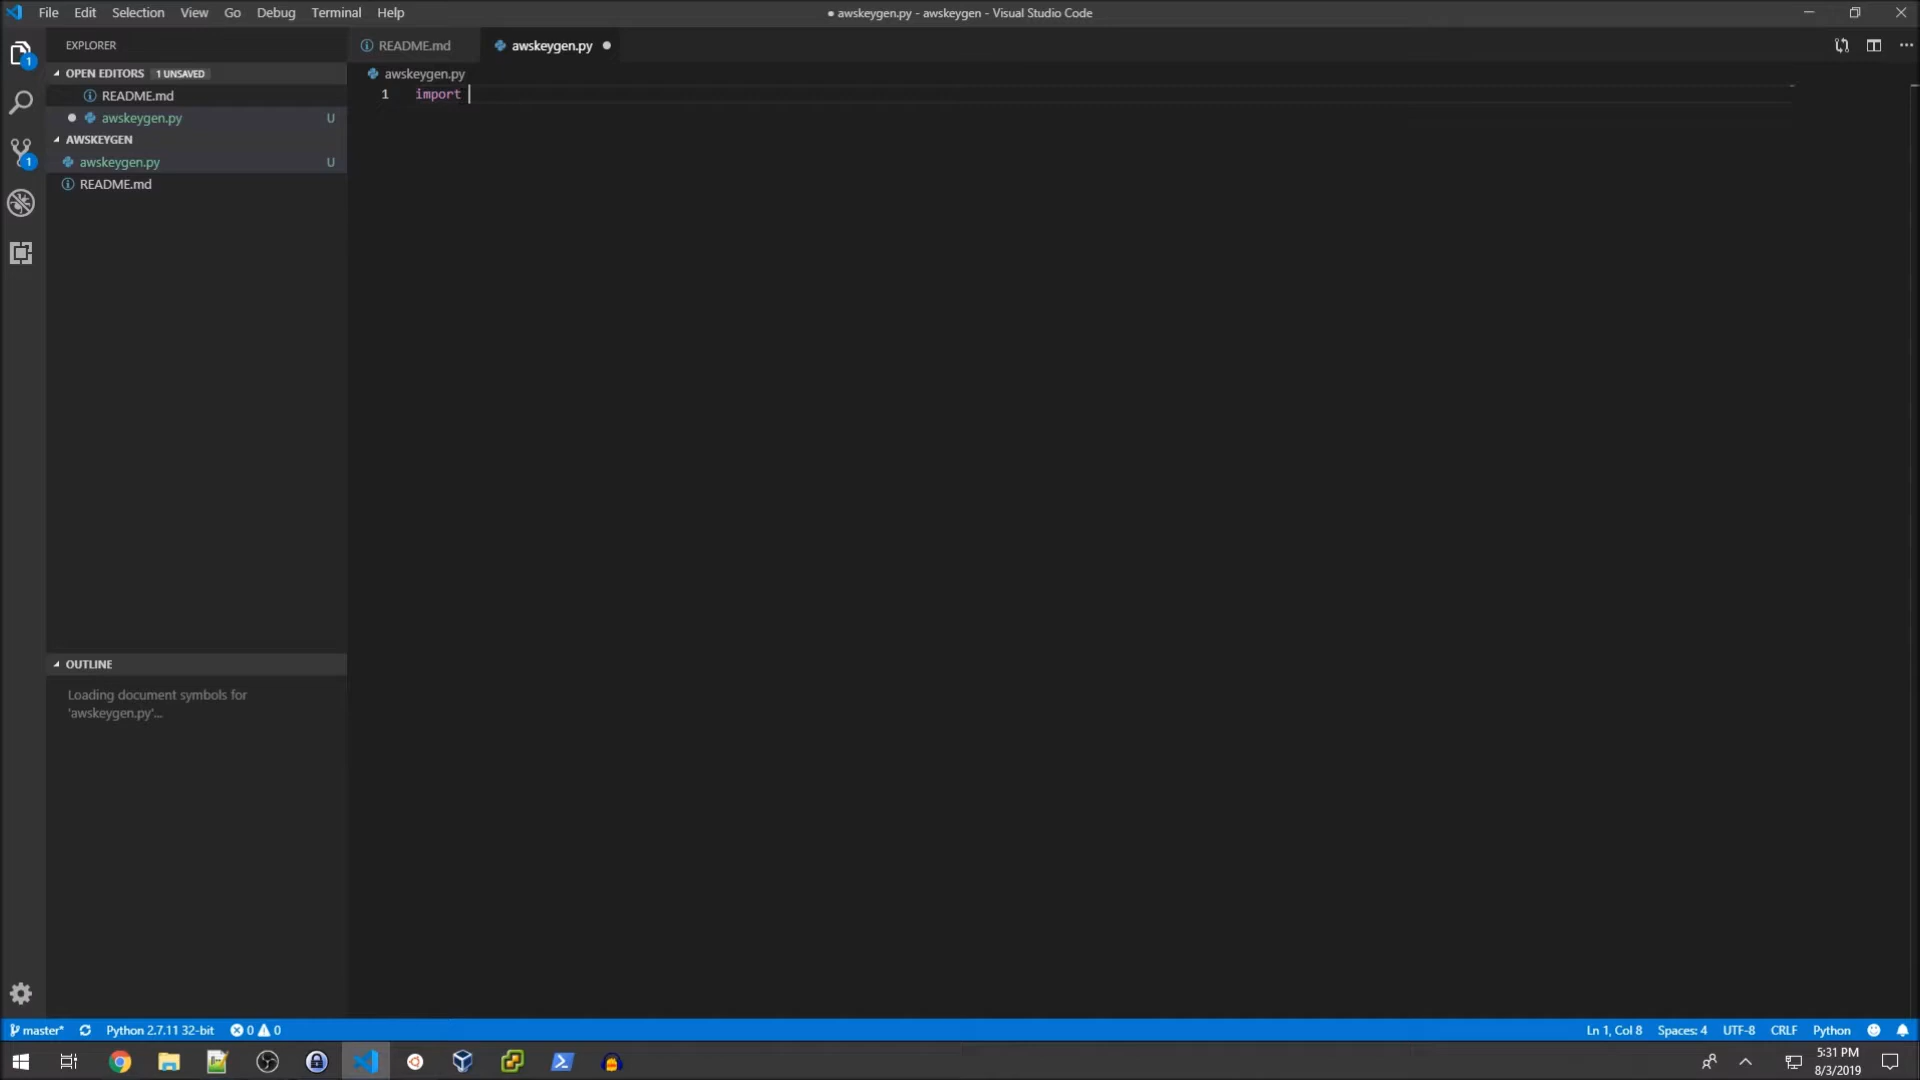 File Edit Selection View Go Debug Terminal Help
● awskeygen.py - awskeygen - Visual Studio Code
EXPLORER
README.md
awskeygen.py
1
OPEN EDITORS 1 UNSAVED
README.md
awskeygen.py U
AWSKEYGEN
awskeygen.py U
README.md
awskeygen.py
1 import
1
OUTLINE
Loading document symbols for
'awskeygen.py'...
master* Python 2.7.11 32-bit 0 0
Ln 1, Col 8 Spaces: 4 UTF-8 CRLF Python
5:31 PM
8/3/2019